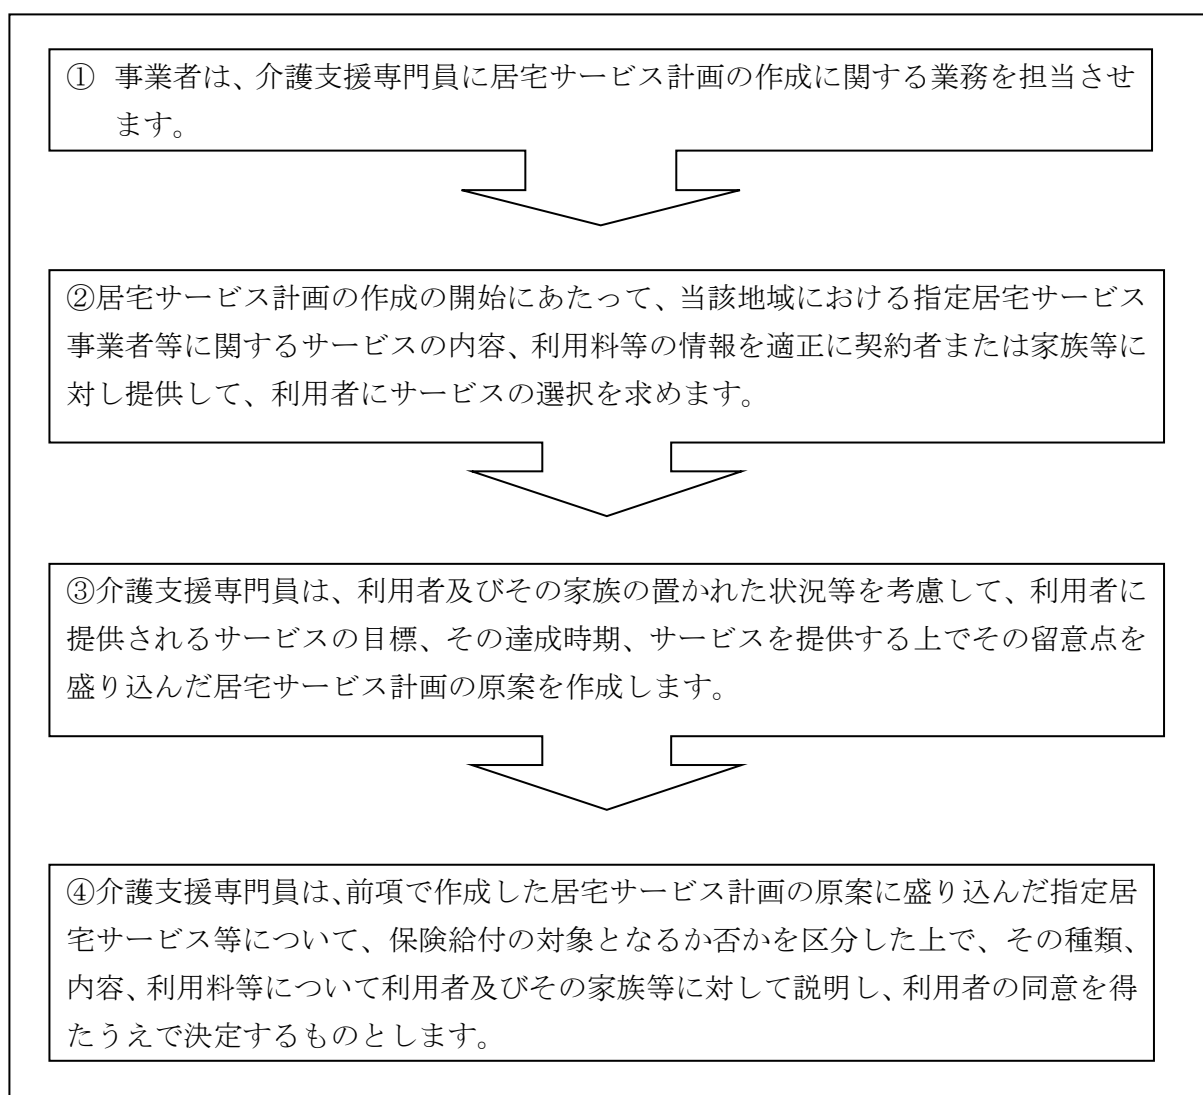 ① 事業者は、介護支援専門員に居宅サービス計画の作成に関する業務を担当させ
ます。
②居宅サービス計画の作成の開始にあたって、当該地域における指定居宅サービス
事業者等に関するサービスの内容、利用料等の情報を適正に契約者または家族等に
対し提供して、利用者にサービスの選択を求めます。
③介護支援専門員は、利用者及びその家族の置かれた状況等を考慮して、利用者に
提供されるサービスの目標、その達成時期、サービスを提供する上でその留意点を
盛り込んだ居宅サービス計画の原案を作成します。
④介護支援専門員は、前項で作成した居宅サービス計画の原案に盛り込んだ指定居
宅サービス等について、保険給付の対象となるか否かを区分した上で、その種類、
内容、利用料等について利用者及びその家族等に対して説明し、利用者の同意を得
たうえで決定するものとします。